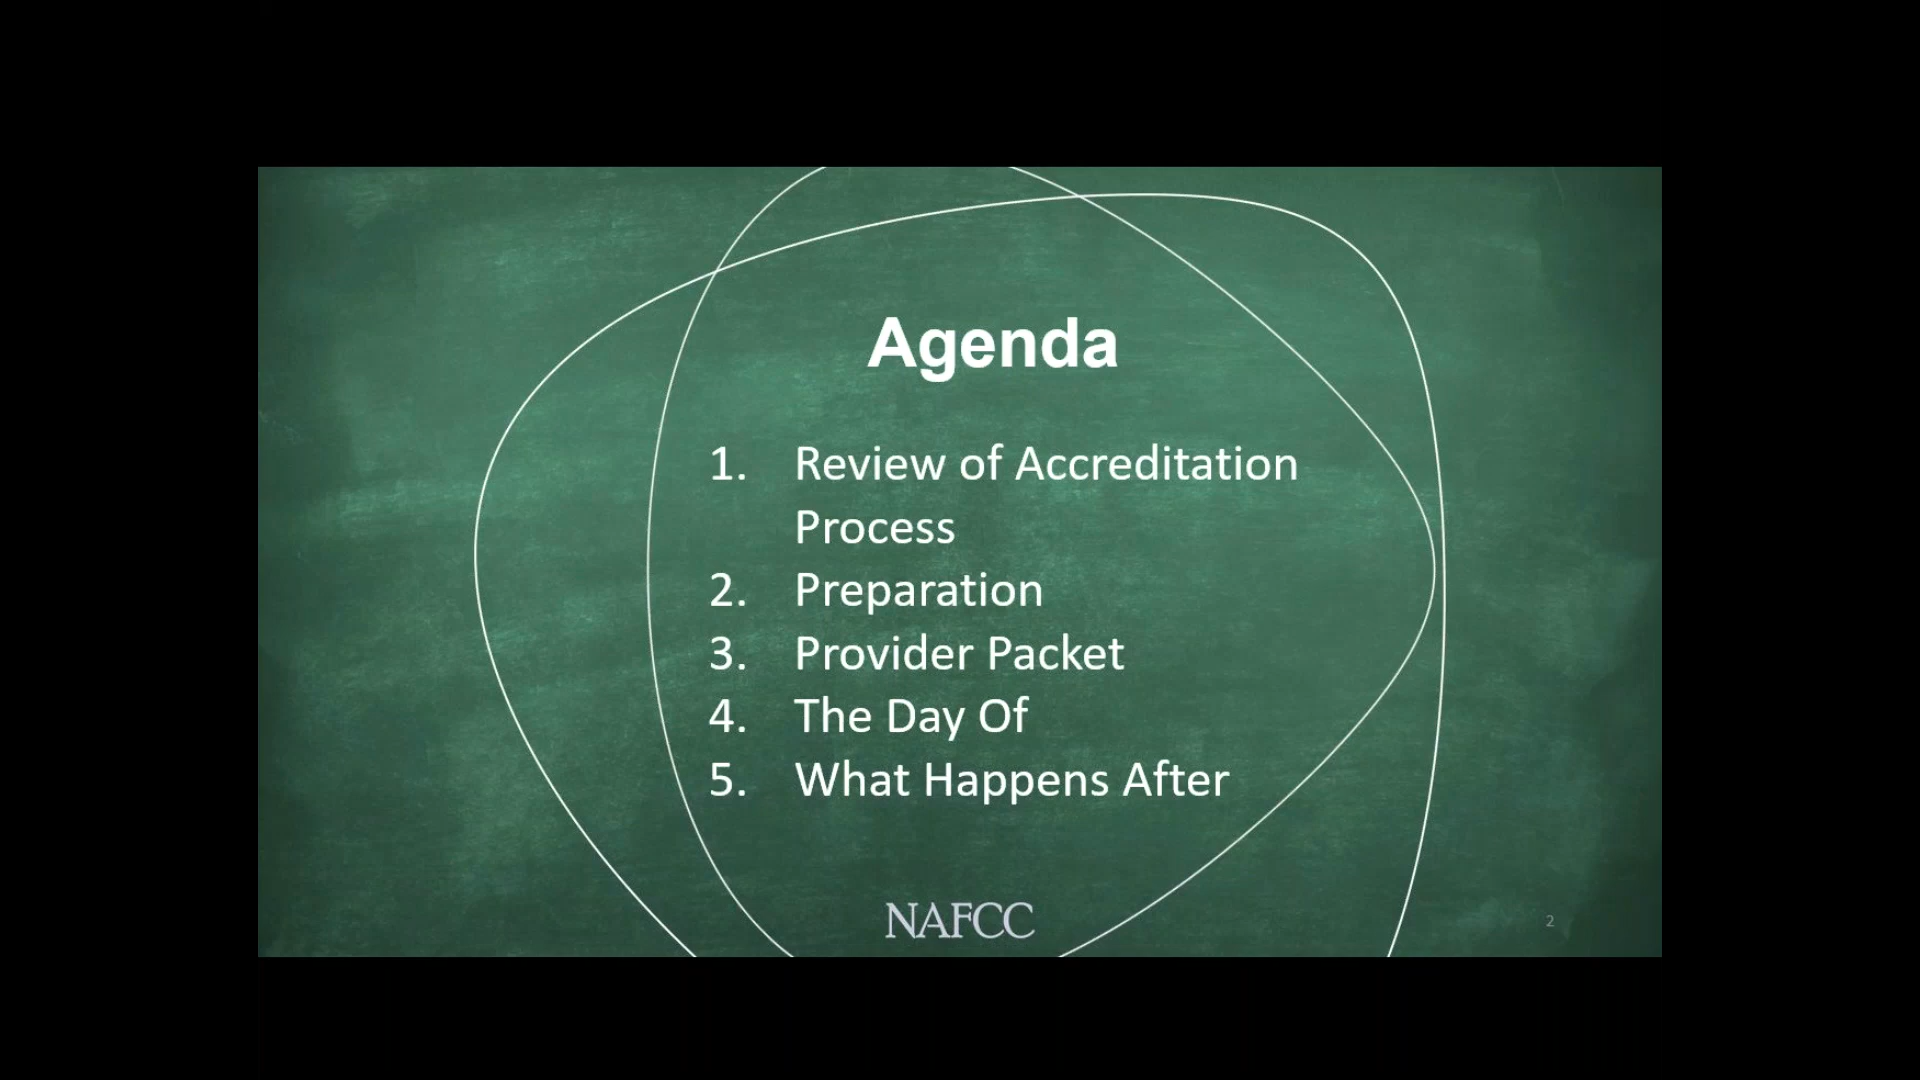 Agenda
1. Review of Accreditation
Process
2. Preparation
3. Provider Packet
4. The Day Of
5. What Happens After
NAFCC
2